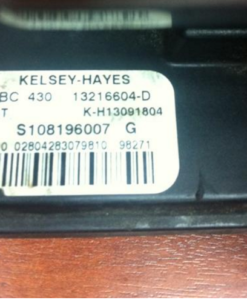 KELSEY-HAYES
BC 430 13216604-D
T K-H13091804
S108196007 G
0 02804283079810 98271